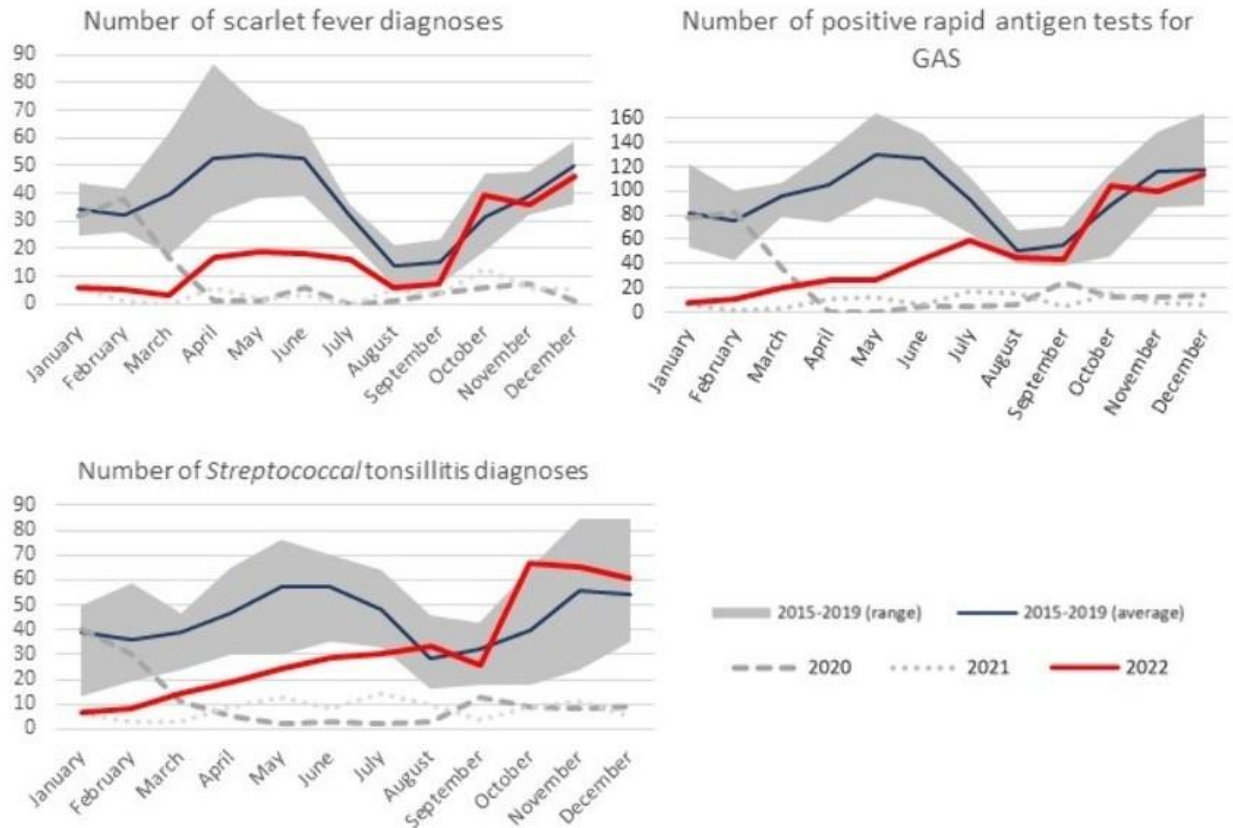 Number of scarlet fever diagnoses
90
80
70
60
50
40
30
20
10
0
January
February
March
April
May
June
July
August
September
October
November
December
Number of positive rapid antigen tests for
GAS
160
140
120
100
80
60
40
20
0
January
February
March
April
May
June
July
August
September
October
November
December
Number of Streptococcal tonsillitis diagnoses
90
80
70
60
50
40
30
20
10
0
January
February
March
April
May
June
July
August
September
October
November
December
2015-2019 (range)
2015-2019 (average)
2020
2021
2022